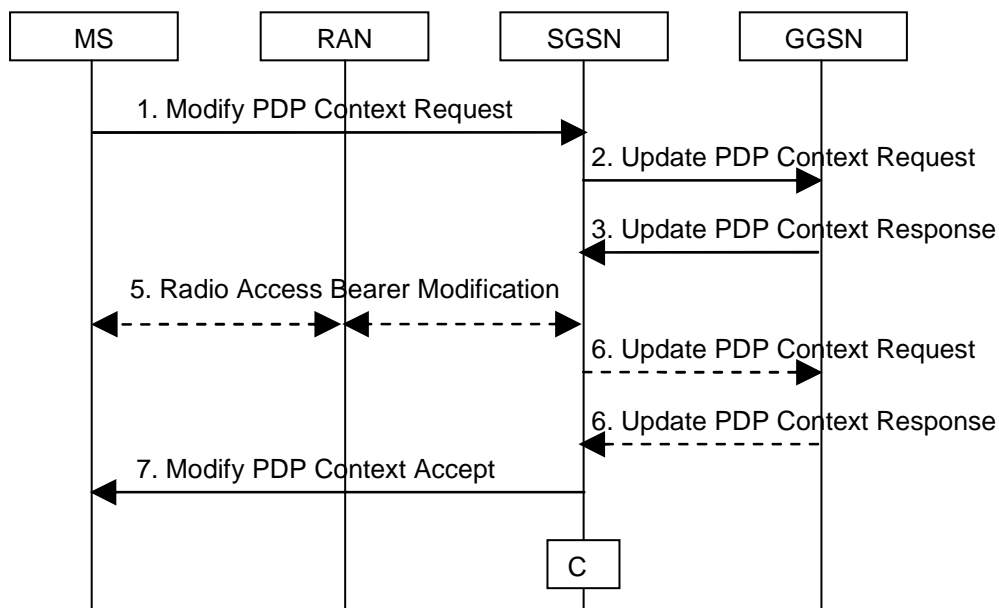 MS
RAN
SGSN
GGSN
1. Modify PDP Context Request
2. Update PDP Context Request
3. Update PDP Context Response
5. Radio Access Bearer Modification
6. Update PDP Context Request
6. Update PDP Context Response
7. Modify PDP Context Accept
C